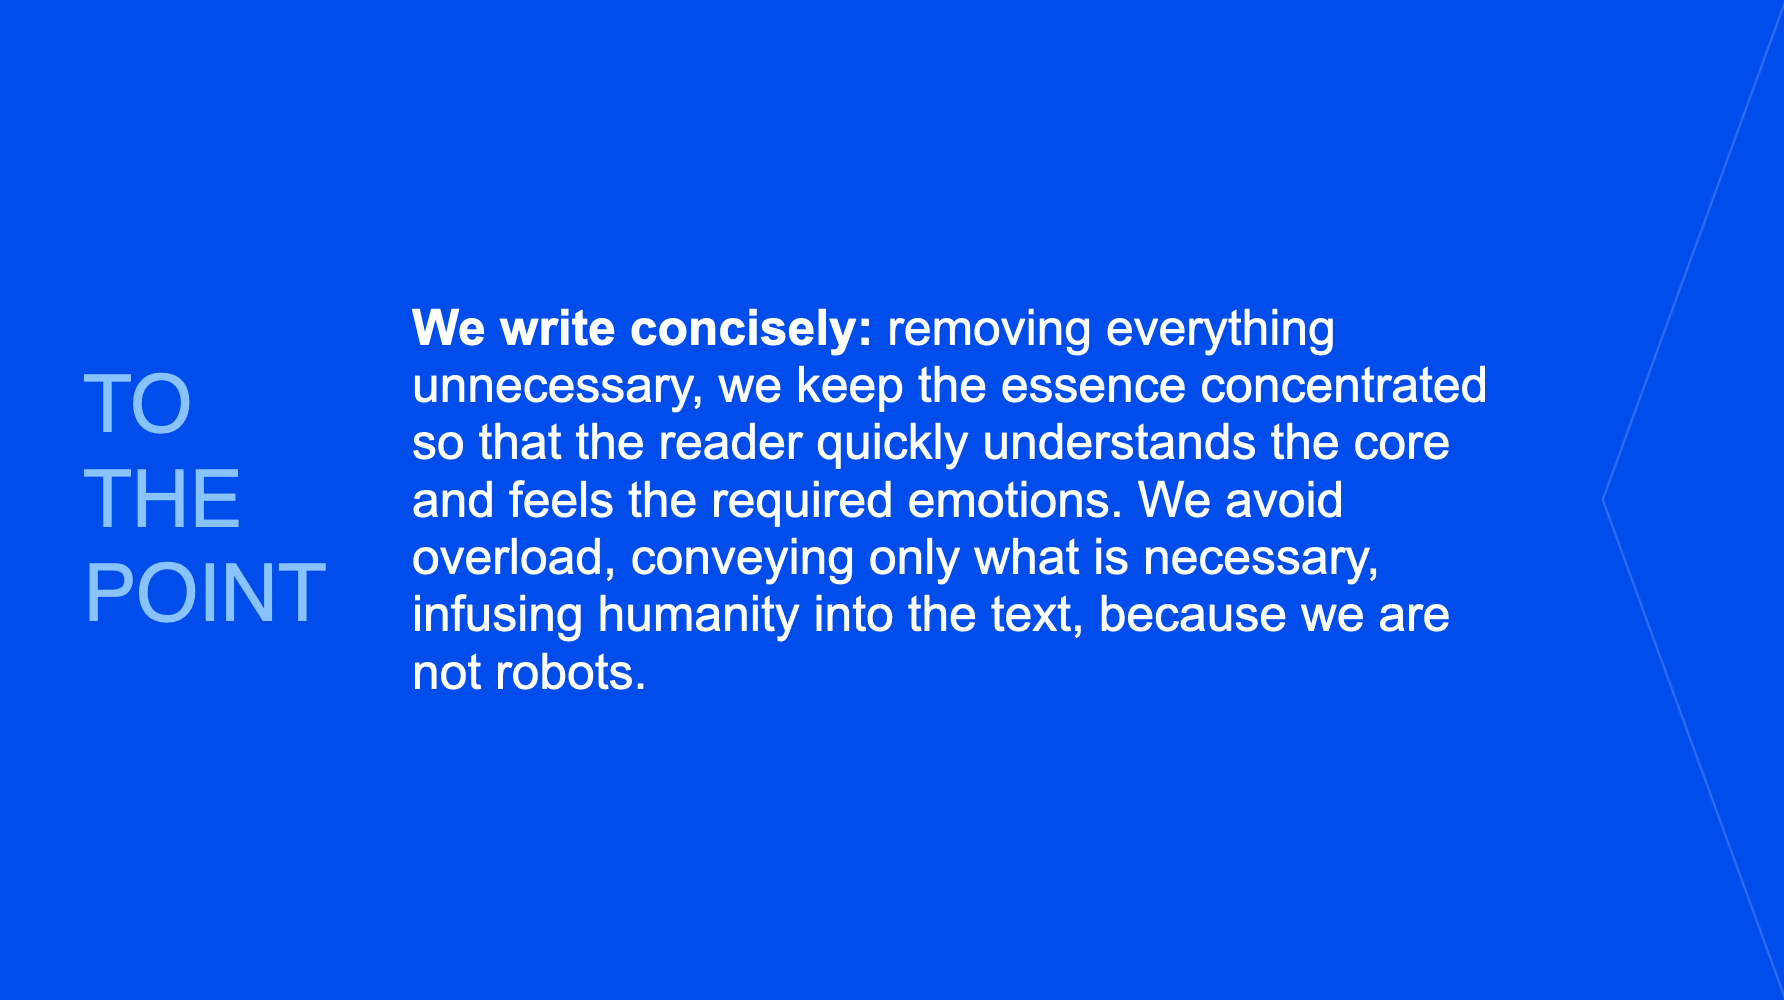 TO
THE
POINT
We write concisely: removing everything
unnecessary, we keep the essence concentrated
so that the reader quickly understands the core
and feels the required emotions. We avoid
overload, conveying only what is necessary,
infusing humanity into the text, because we are
not robots.